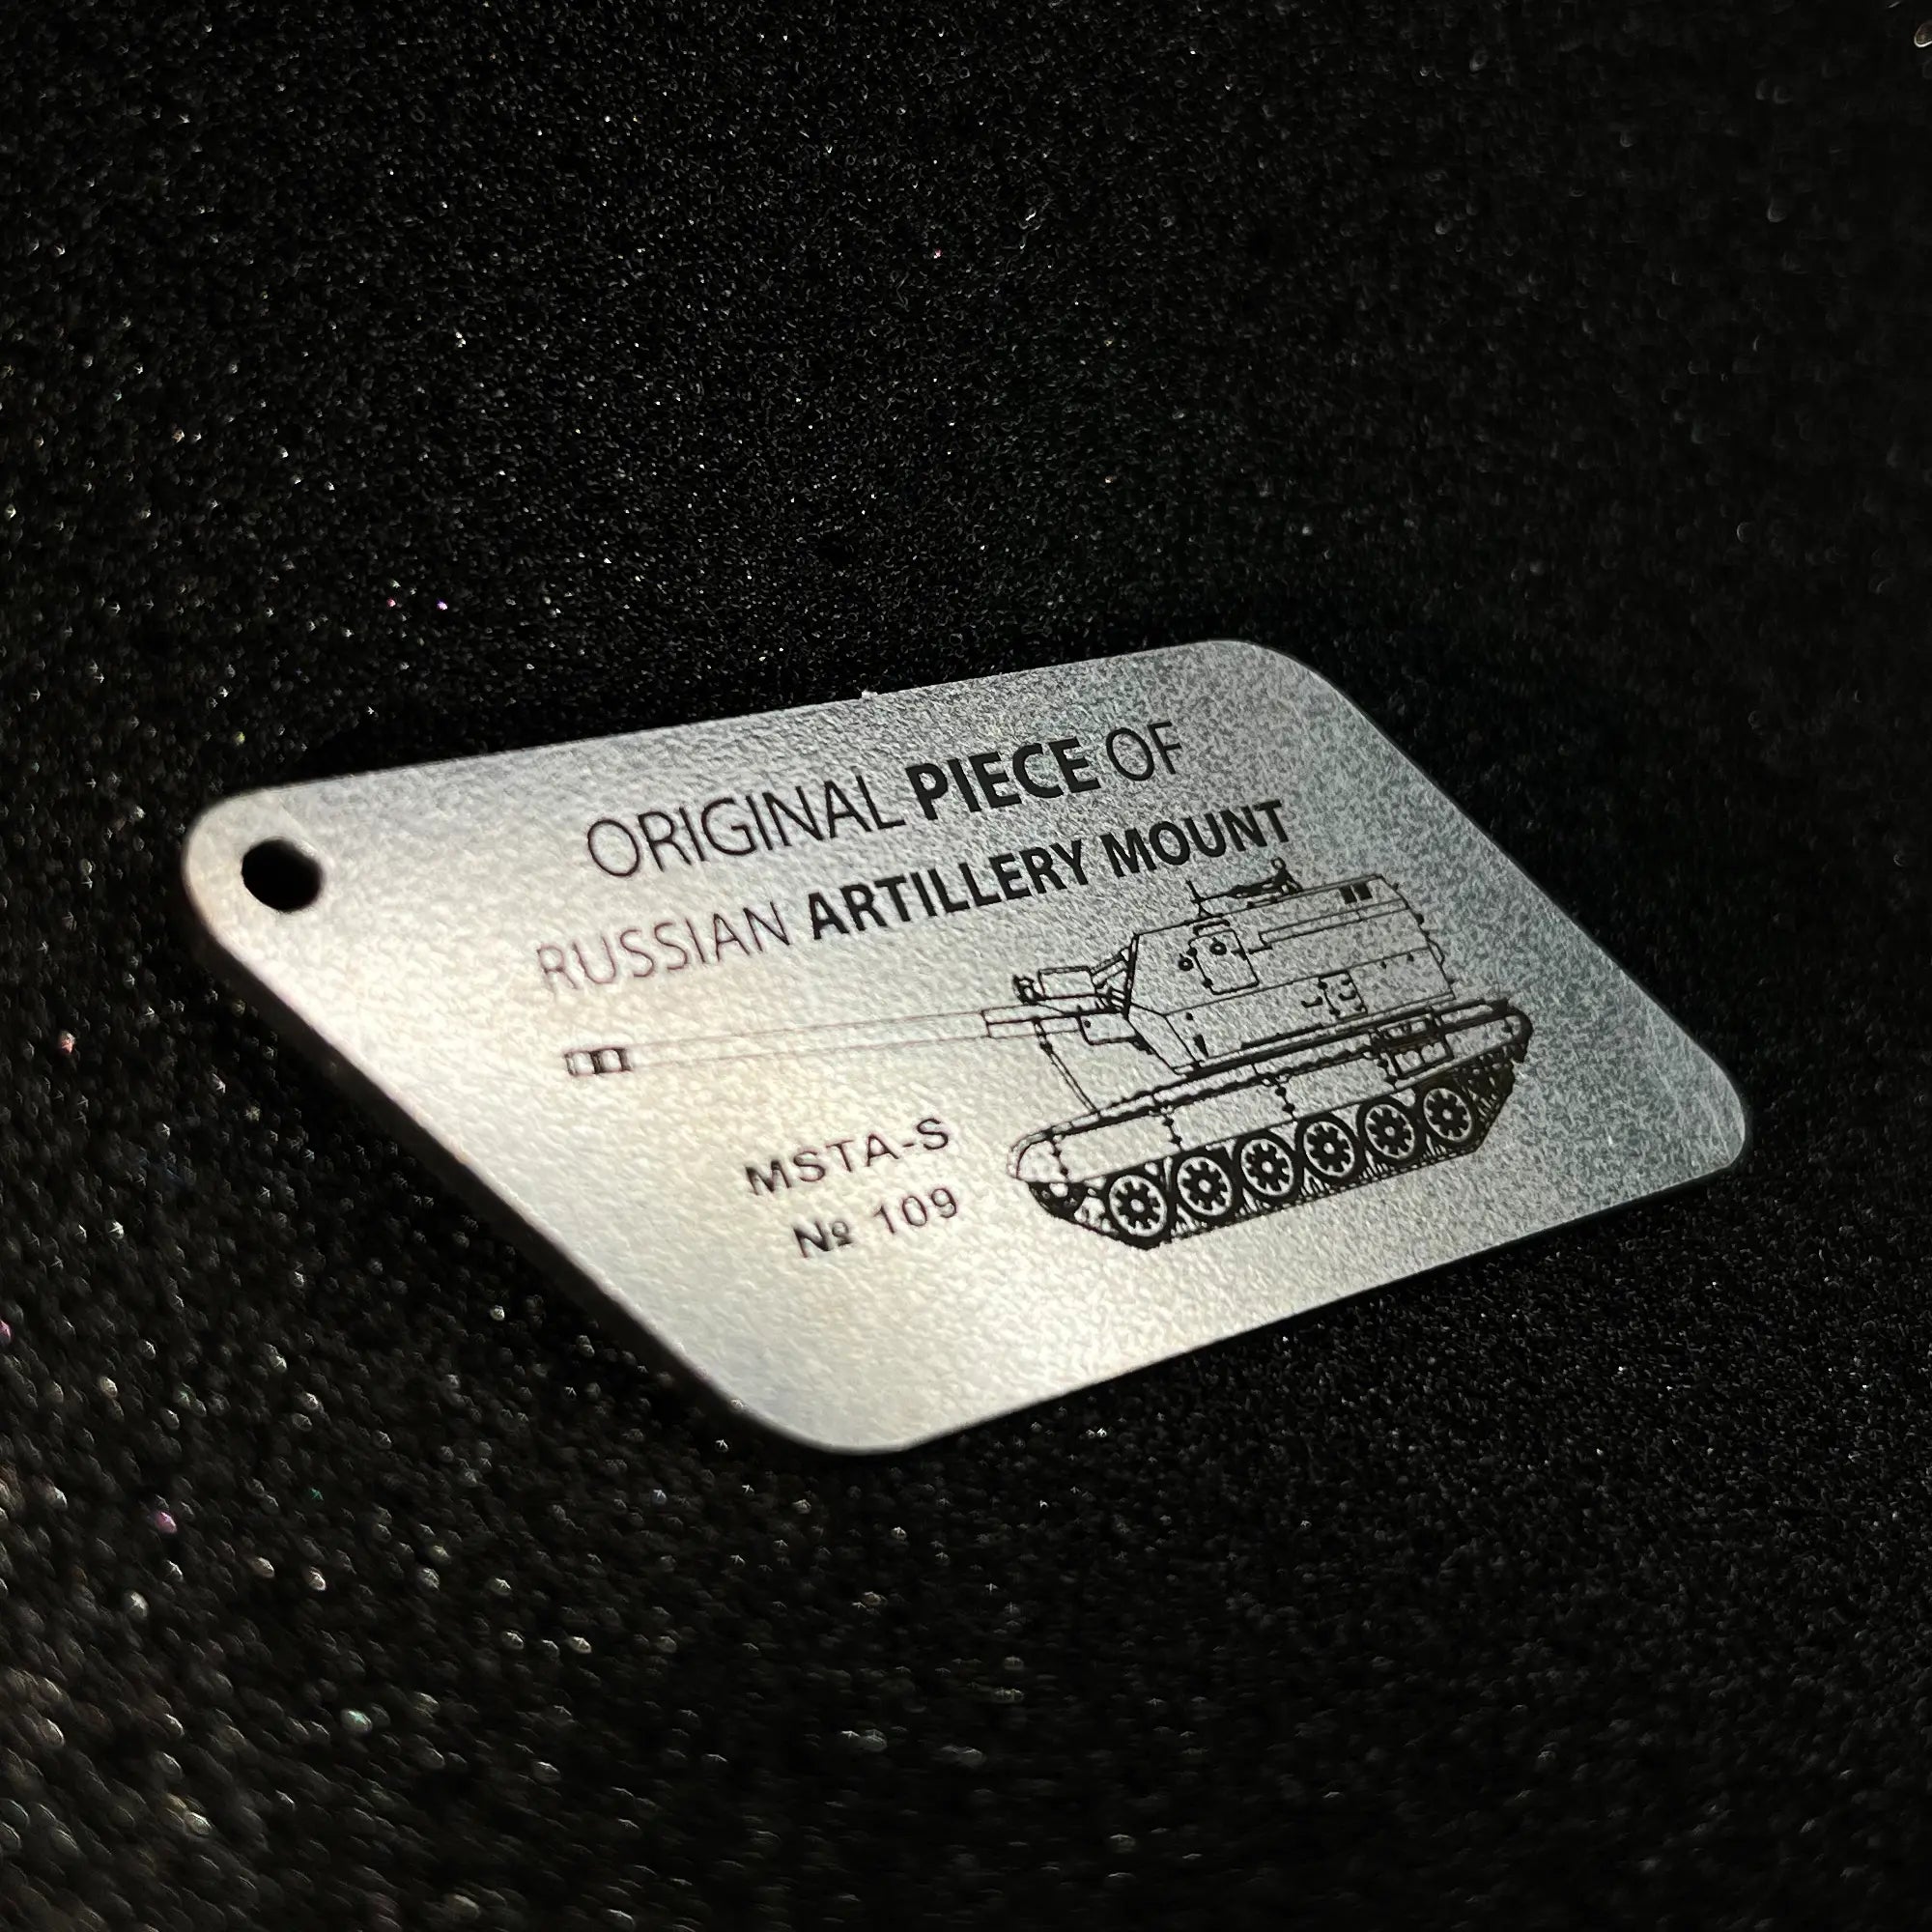 ORIGINAL PIECE OF
RUSSIAN ARTILLERY MOUNT
MSTA-S
№ 109